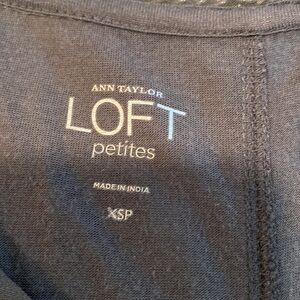 ANN TAYLOR
LOFT
petites
MADE IN INDIA
XSP